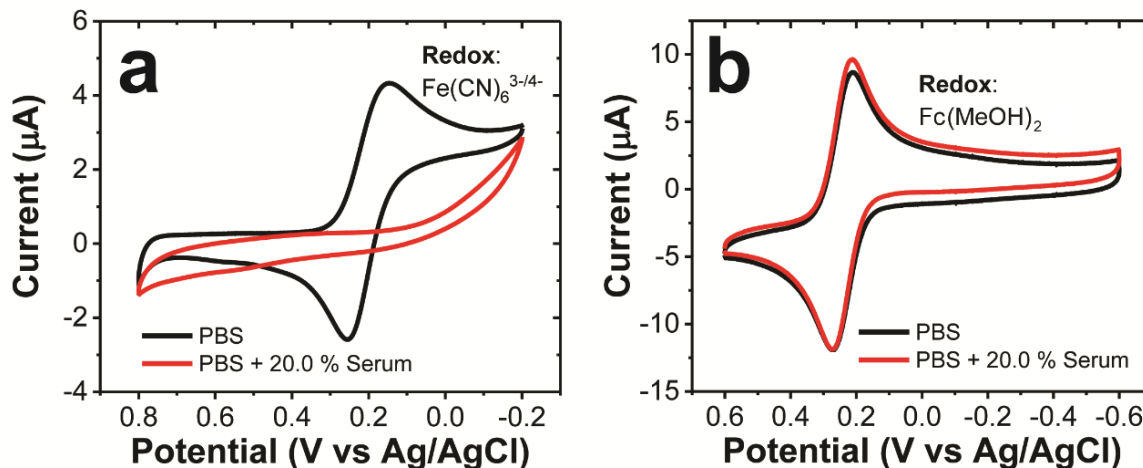 a
Redox:
Fe(CN)6 3-/4-
PBS
PBS + 20.0 % Serum
Current (µA)
6
4
2
0
-2
-4
0.8 0.6 0.4 0.2 0.0 -0.2
Potential (V vs Ag/AgCl)
b
Redox:
Fc(MeOH)2
PBS
PBS + 20.0 % Serum
Current (µA)
10
5
0
-5
-10
-15
0.6 0.4 0.2 0.0 -0.2 -0.4 -0.6
Potential (V vs Ag/AgCl)